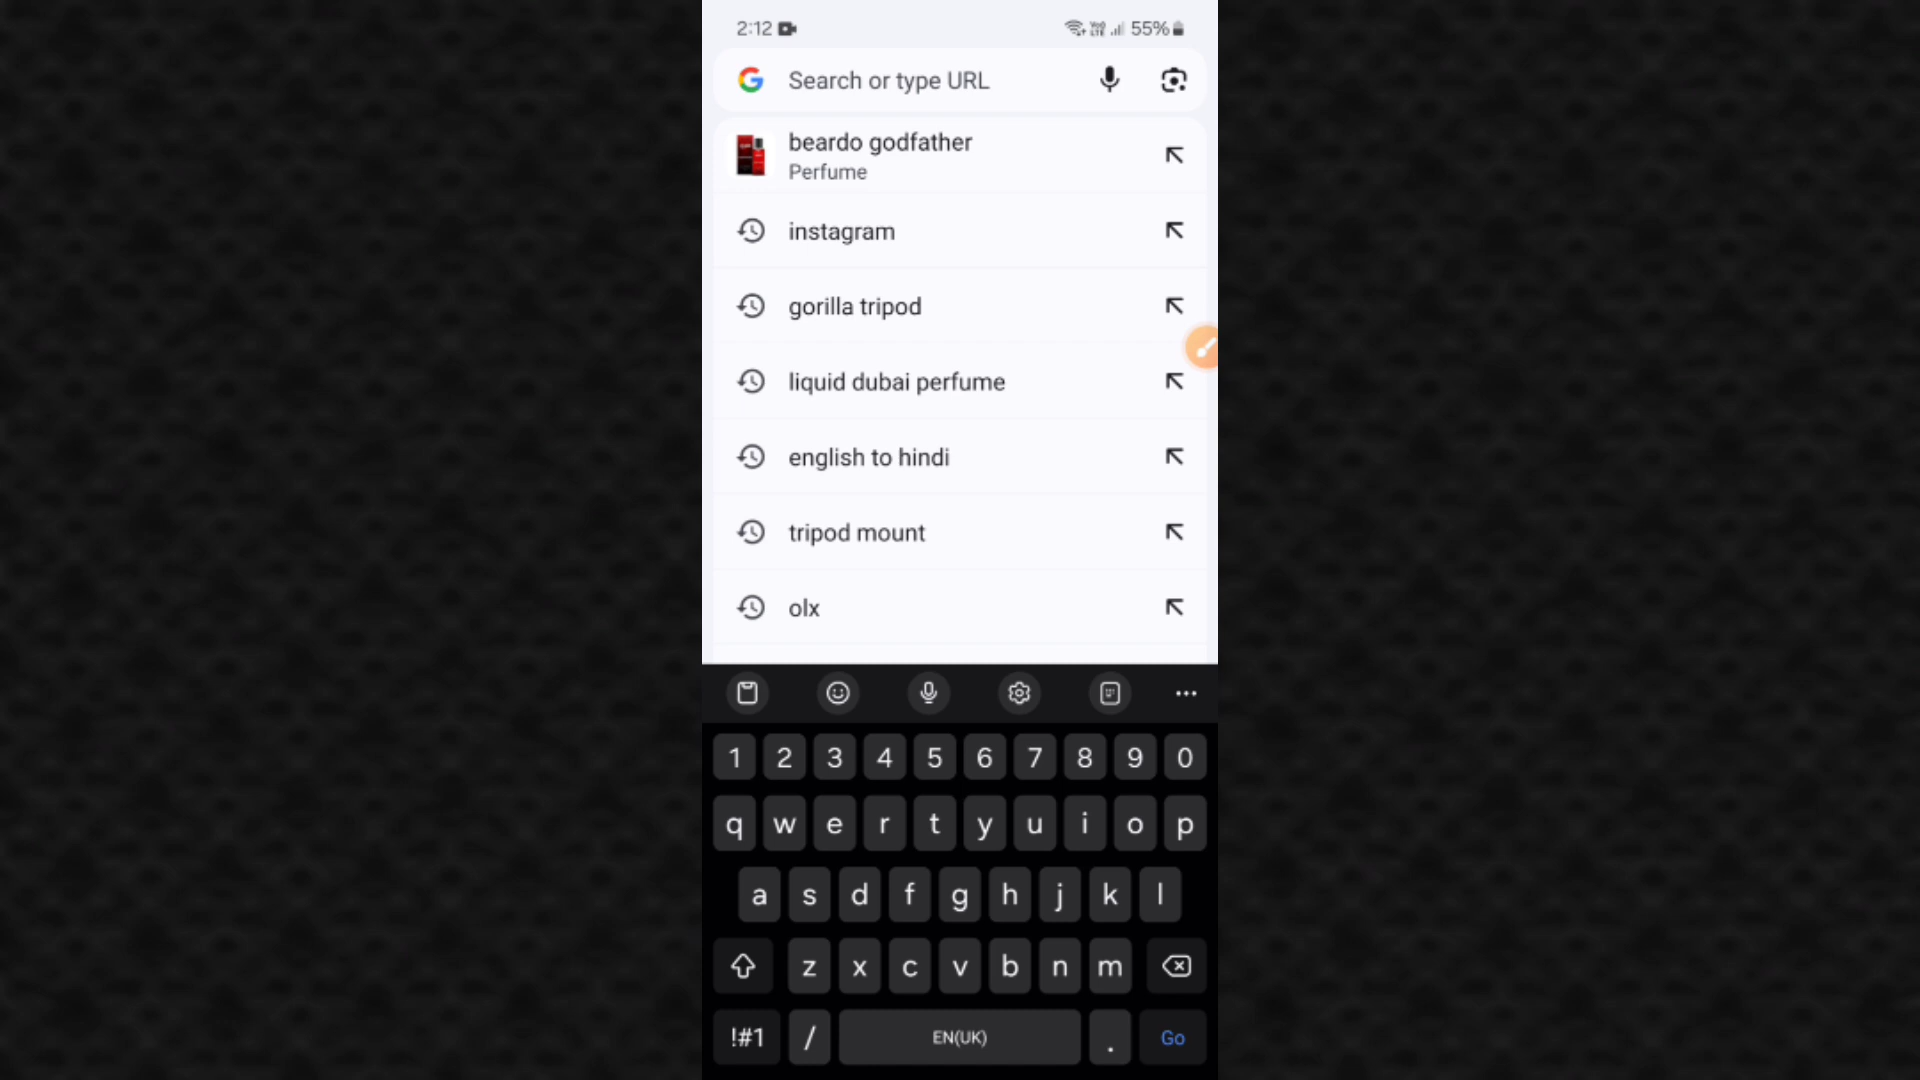 2:12 55%
Search or type URL
beardo godfather
Perfume
instagram
gorilla tripod
liquid dubai perfume
english to hindi
tripod mount
olx
1 2 3 4 5 6 7 8 9 0
q w e r t y u i o p
a s d f g h j k l
z x c v b n m
!#1 / EN(UK) . Go